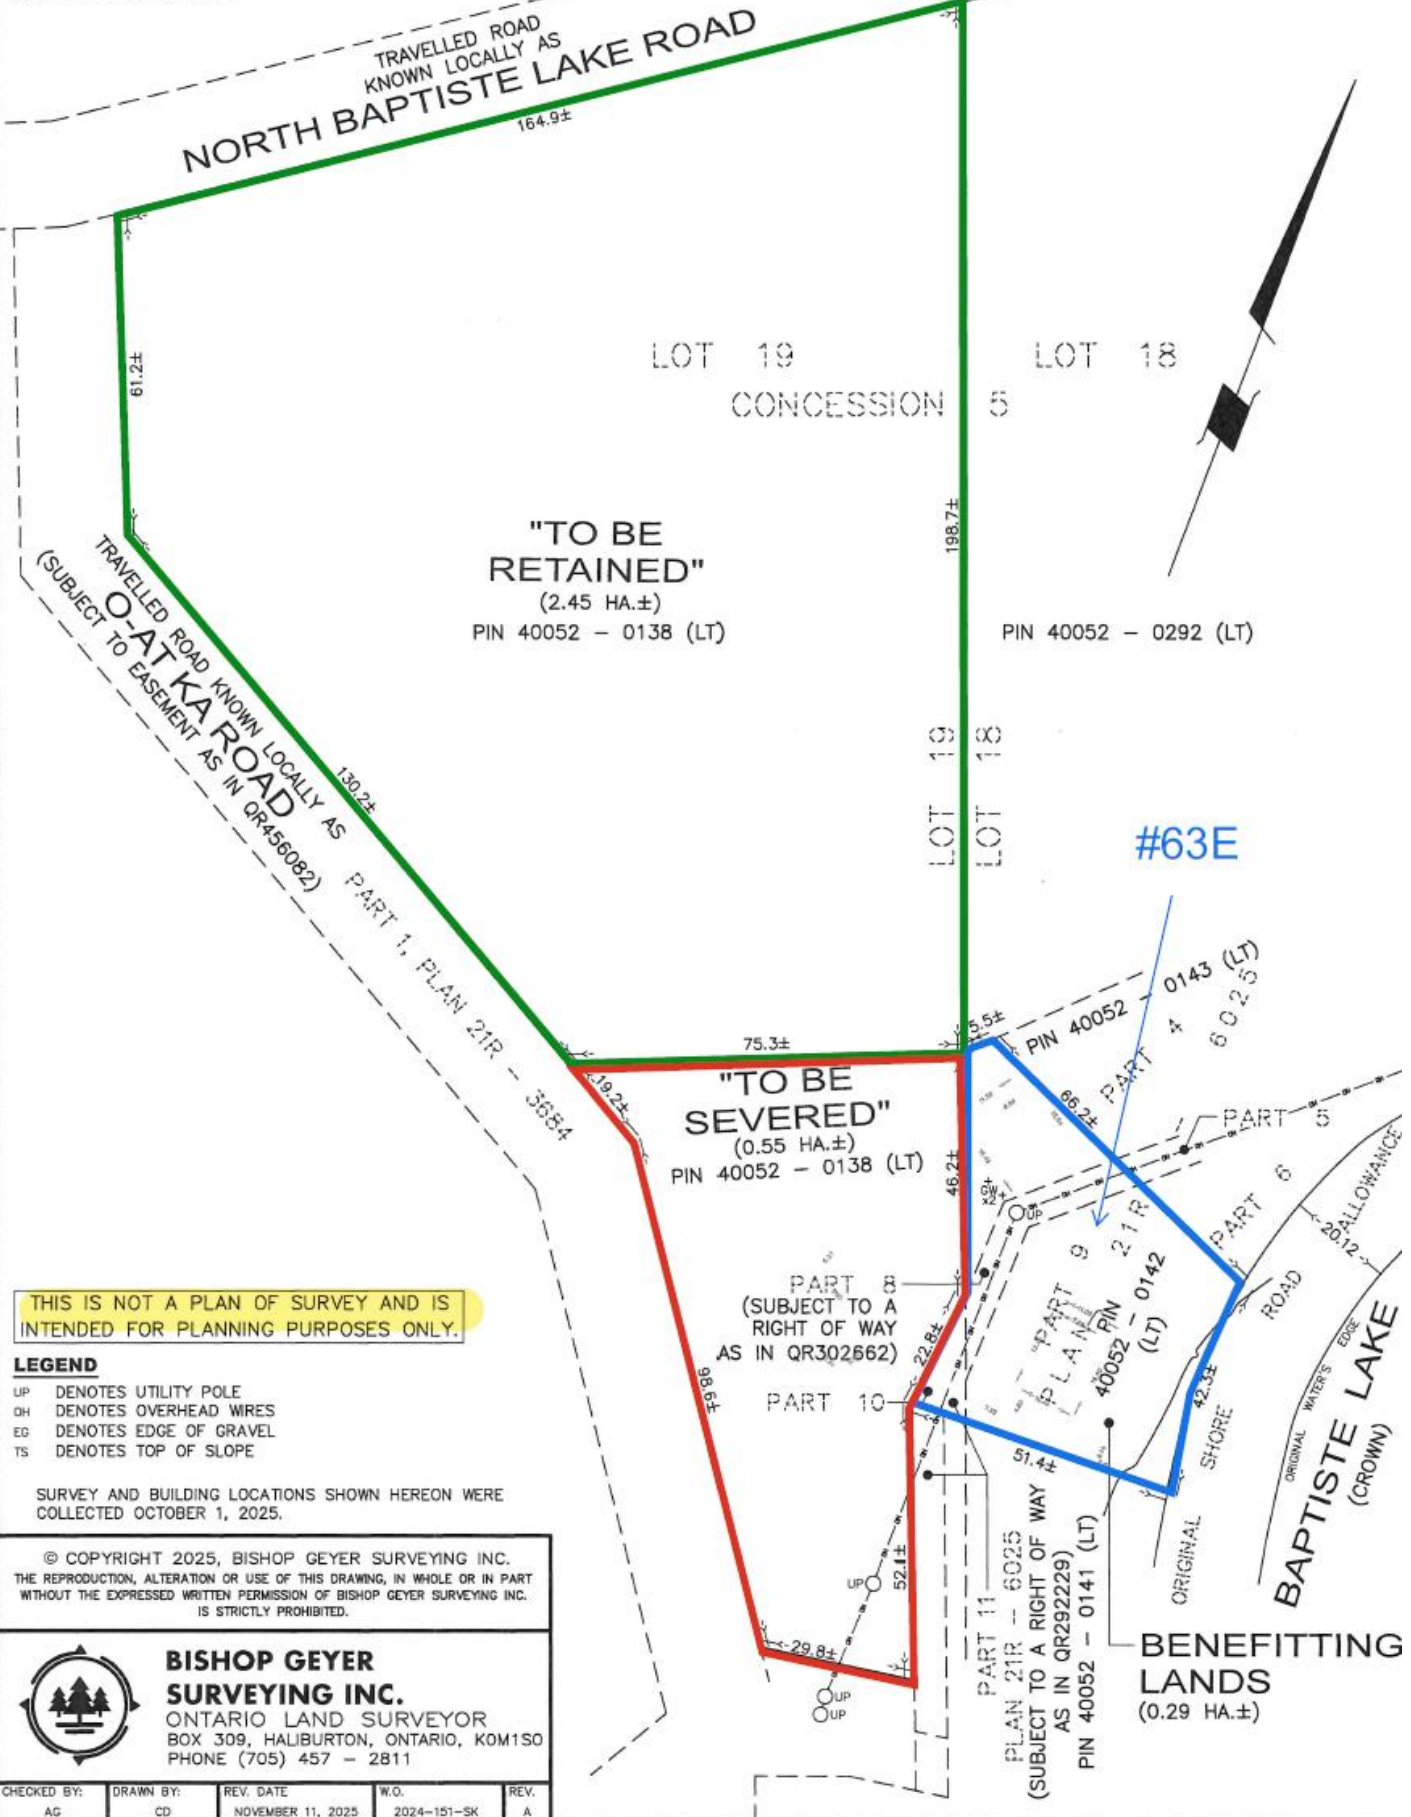 TRAVELLED ROAD
KNOWN LOCALLY AS
NORTH BAPTISTE LAKE ROAD
164.9±
61.2±
LOT 19
LOT 18
CONCESSION 5
198.7±
"TO BE
RETAINED"
(2.45 HA.±)
PIN 40052 – 0138 (LT)
PIN 40052 – 0292 (LT)
TRAVELLED ROAD KNOWN LOCALLY AS
O-AT KA ROAD
(SUBJECT TO EASEMENT AS IN QR456082)
130.2±
PART 1, PLAN 21R – 3684
LOT 19
LOT 18
#63E
75.3±
5.5±
PIN 40052 – 0143 (LT)
PART 4
6025
66.2±
19.2±
"TO BE
SEVERED"
(0.55 HA.±)
PIN 40052 – 0138 (LT)
46.2±
GW
x2
UP
PART 5
PART 6
ALLOWANCE
20.12
PART 9
PLAN 21R
PIN
40052 – 0142
(LT)
PART 8
(SUBJECT TO A
RIGHT OF WAY
AS IN QR302662)
22.8±
PART 10
98.6±
42.3±
51.4±
ORIGINAL SHORE ROAD
ORIGINAL WATER'S EDGE
BAPTISTE LAKE
(CROWN)
52.1±
UP
29.8±
UP
UP
PART 11
PLAN 21R – 6025
(SUBJECT TO A RIGHT OF WAY
AS IN QR292229)
PIN 40052 – 0141 (LT)
BENEFITTING
LANDS
(0.29 HA.±)
THIS IS NOT A PLAN OF SURVEY AND IS
INTENDED FOR PLANNING PURPOSES ONLY.
LEGEND
UP DENOTES UTILITY POLE
OH DENOTES OVERHEAD WIRES
EG DENOTES EDGE OF GRAVEL
TS DENOTES TOP OF SLOPE
SURVEY AND BUILDING LOCATIONS SHOWN HEREON WERE
COLLECTED OCTOBER 1, 2025.
© COPYRIGHT 2025, BISHOP GEYER SURVEYING INC.
THE REPRODUCTION, ALTERATION OR USE OF THIS DRAWING, IN WHOLE OR IN PART
WITHOUT THE EXPRESSED WRITTEN PERMISSION OF BISHOP GEYER SURVEYING INC.
IS STRICTLY PROHIBITED.
BISHOP GEYER
SURVEYING INC.
ONTARIO LAND SURVEYOR
BOX 309, HALIBURTON, ONTARIO, K0M1S0
PHONE (705) 457 – 2811
CHECKED BY: DRAWN BY: REV. DATE W.O. REV.
AG CD NOVEMBER 11, 2025 2024-151-SK A